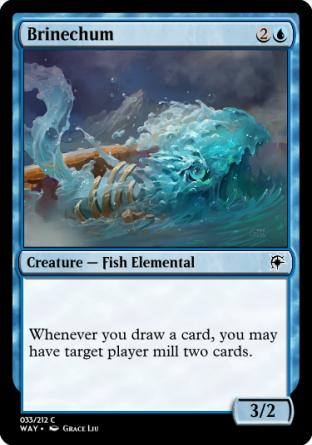 Brinechum 2
Creature — Fish Elemental
Whenever you draw a card, you may
have target player mill two cards.
3/2
033/212 C
WAY • Grace Liu